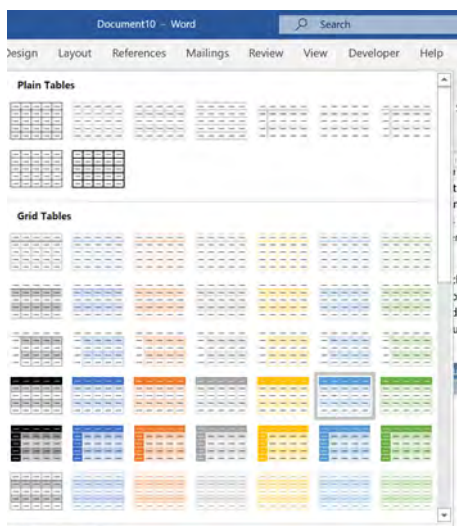 Document10 - Word
Search
Design Layout References Mailings Review View Developer Help
Plain Tables
Grid Tables